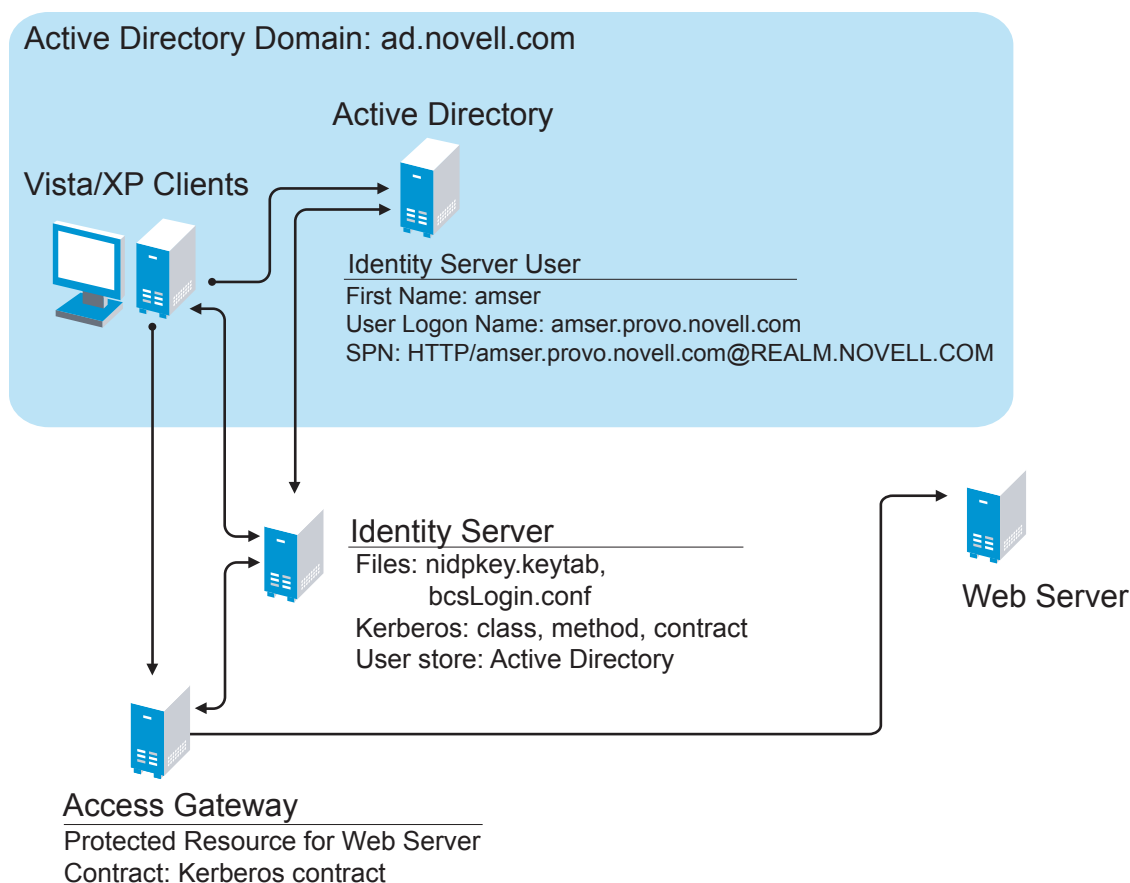 Active Directory Domain: ad.novell.com
Active Directory
Vista/XP Clients
Identity Server User
First Name: amser
User Logon Name: amser.provo.novell.com
SPN: HTTP/amser.provo.novell.com@REALM.NOVELL.COM
Identity Server
Files: nidpkey.keytab,
bcsLogin.conf
Kerberos: class, method, contract
User store: Active Directory
Web Server
Access Gateway
Protected Resource for Web Server
Contract: Kerberos contract